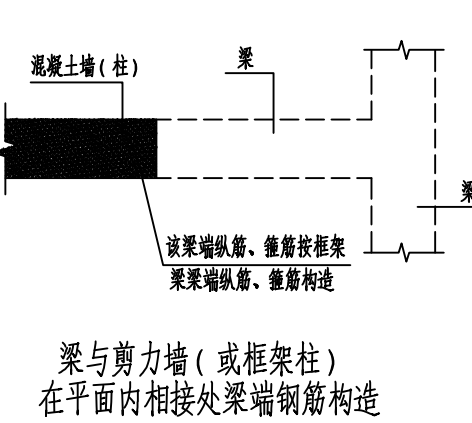 混凝土墙(柱)
梁
梁
该梁端纵筋、箍筋按框架
梁梁端纵筋、箍筋构造
梁与剪力墙(或框架柱)
在平面内相接处梁端钢筋构造